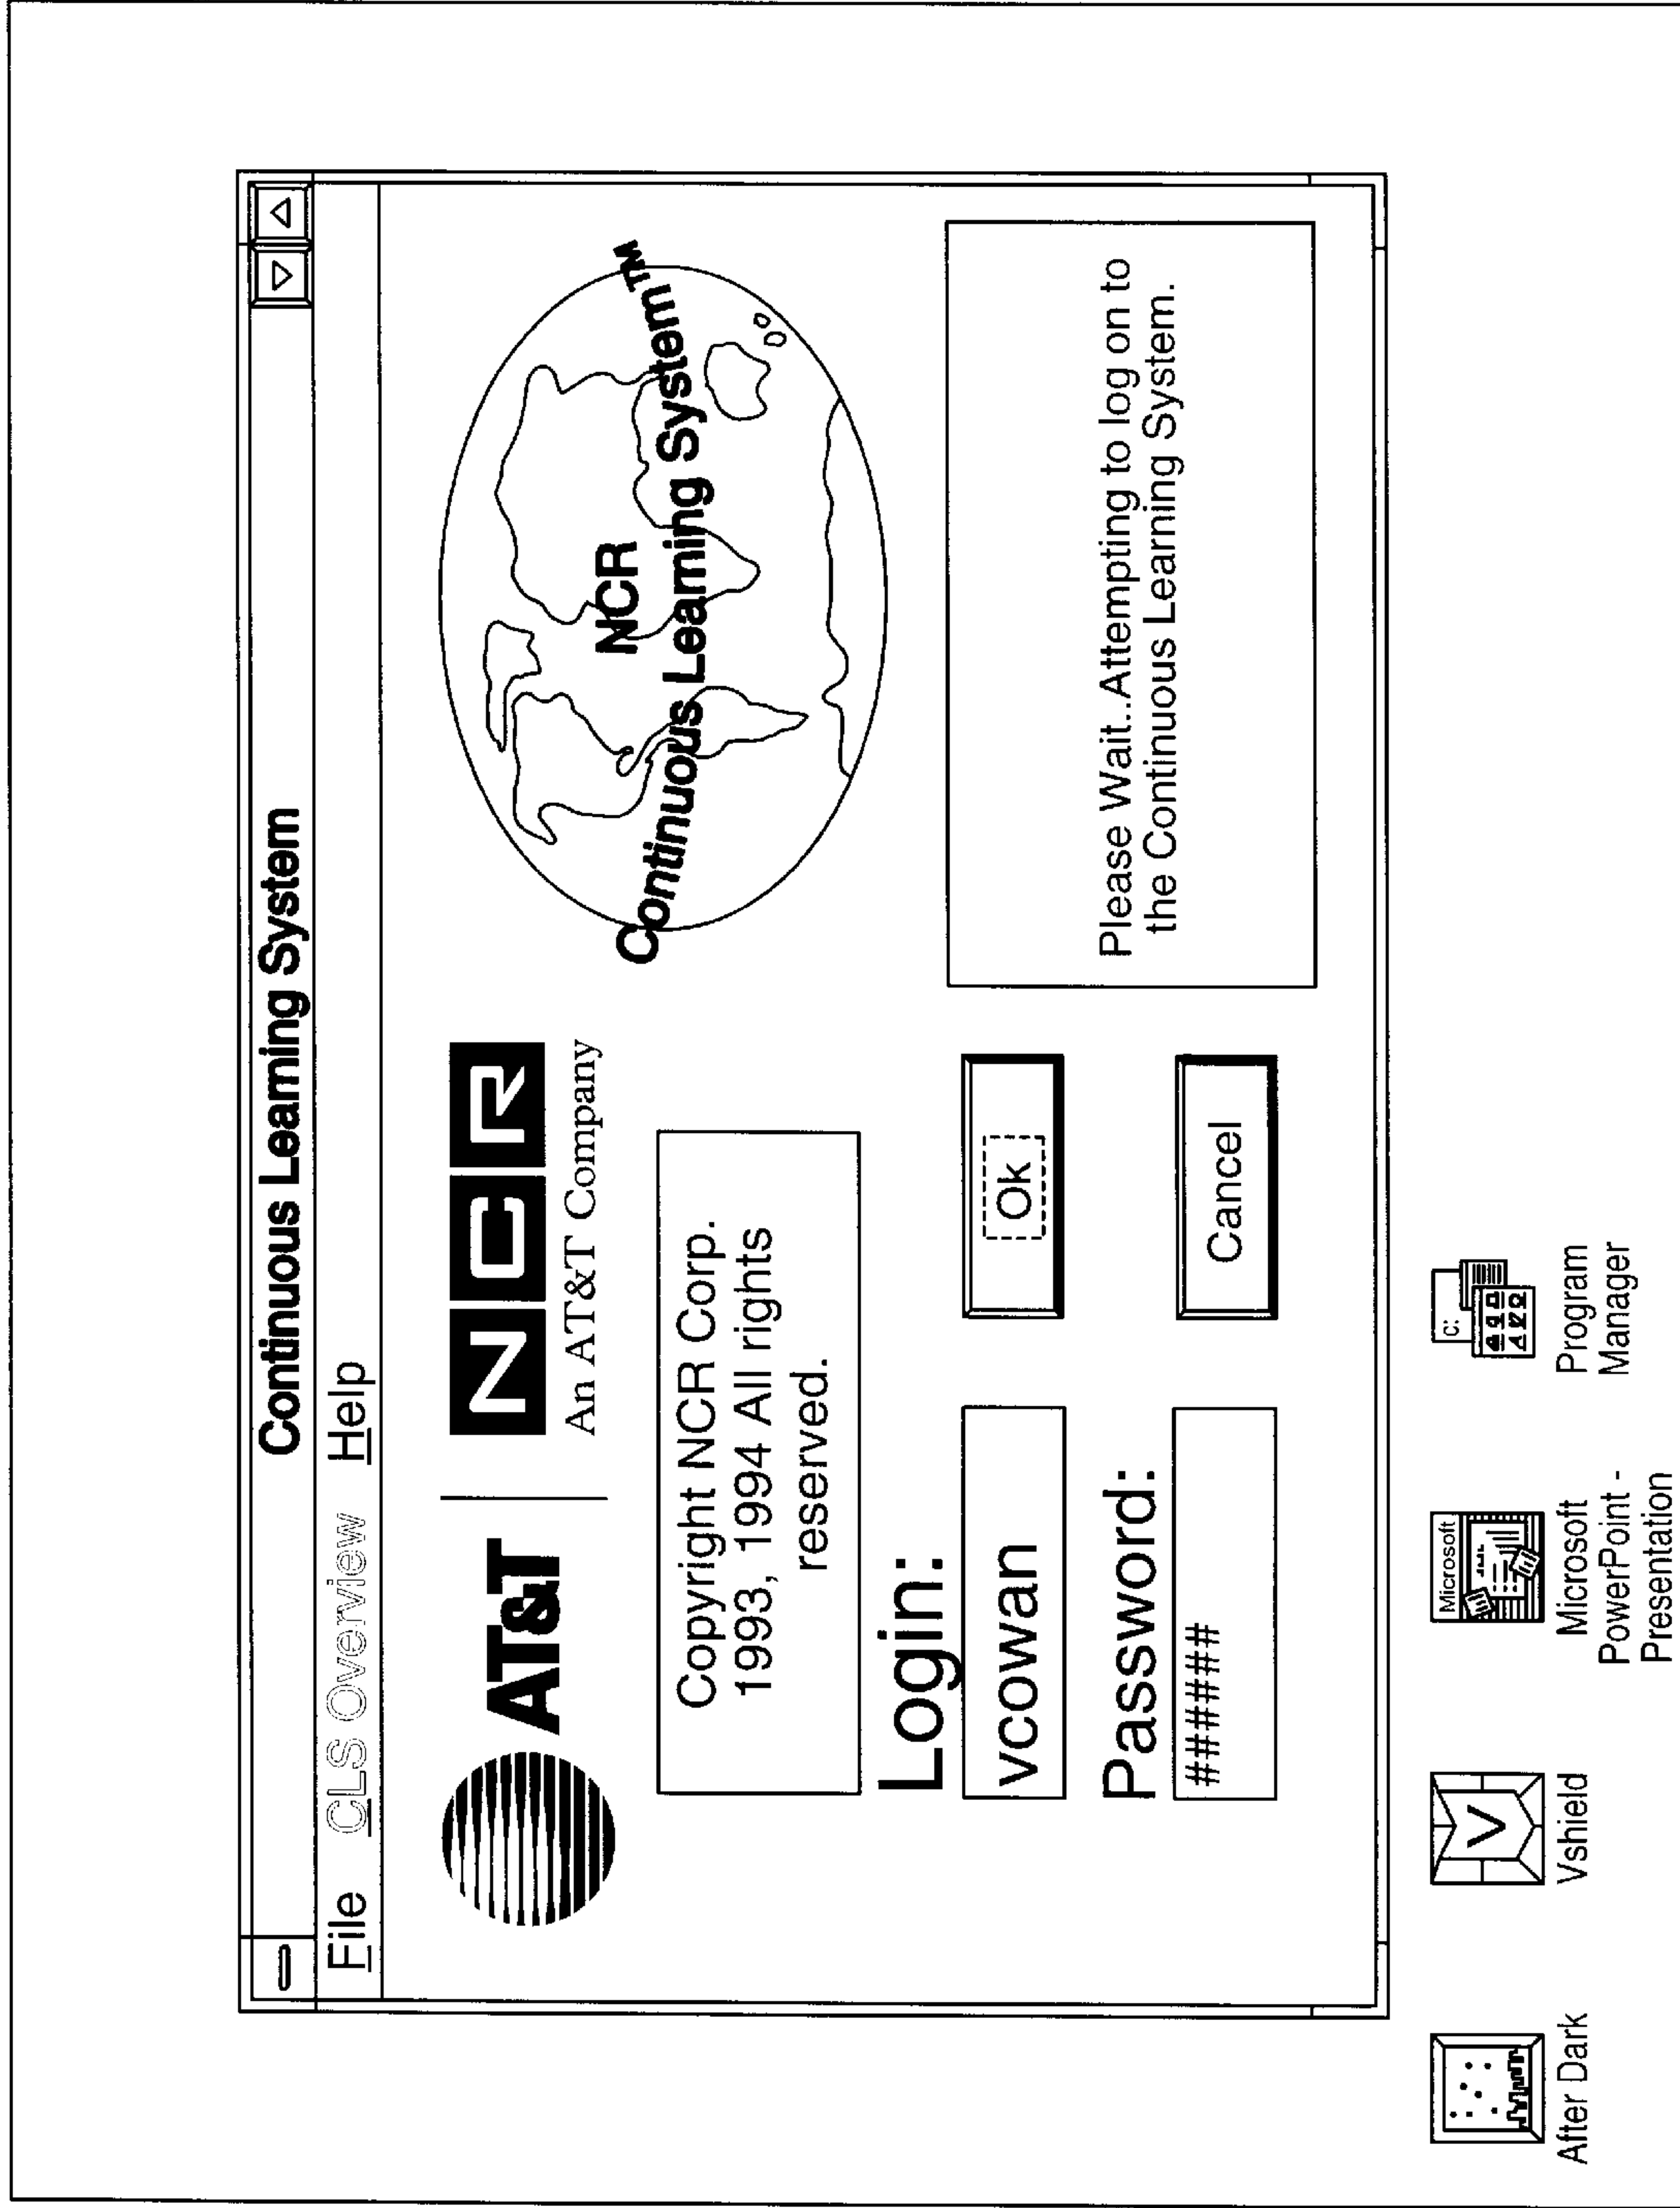 Continuous Learning System
File CLS Overview Help
AT&T
NCR
An AT&T Company
NCR
Continuous Learning System™
Copyright NCR Corp.
1993, 1994 All rights
reserved.
Login:
vcowan
Ok
Password:
#######
Cancel
Please Wait..Attempting to log on to
the Continuous Learning System.
After Dark
V
Vshield
Microsoft
Microsoft
PowerPoint -
Presentation
C:
Program
Manager